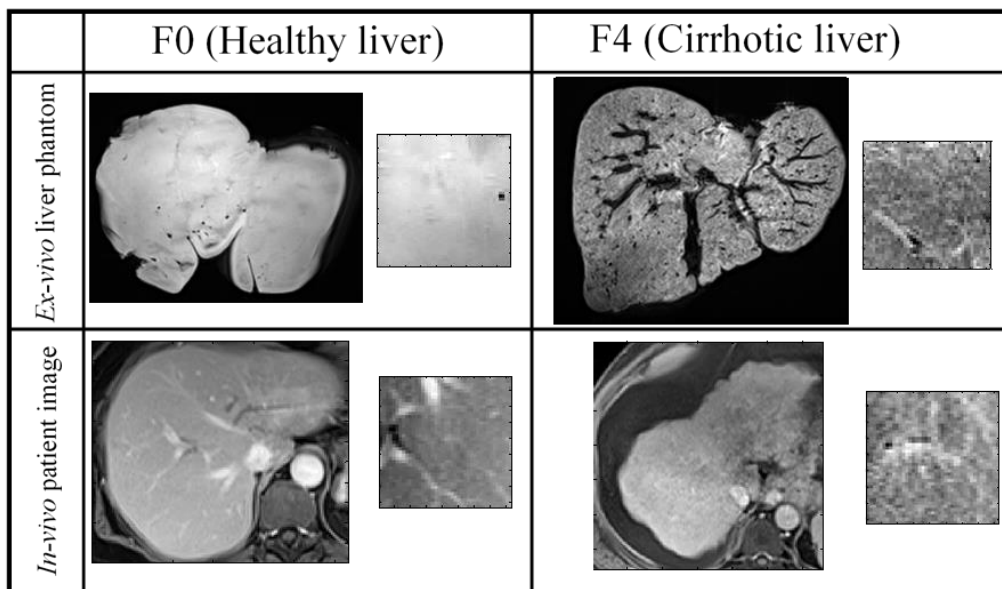 F0 (Healthy liver)
F4 (Cirrhotic liver)
Ex-vivo liver phantom
In-vivo patient image